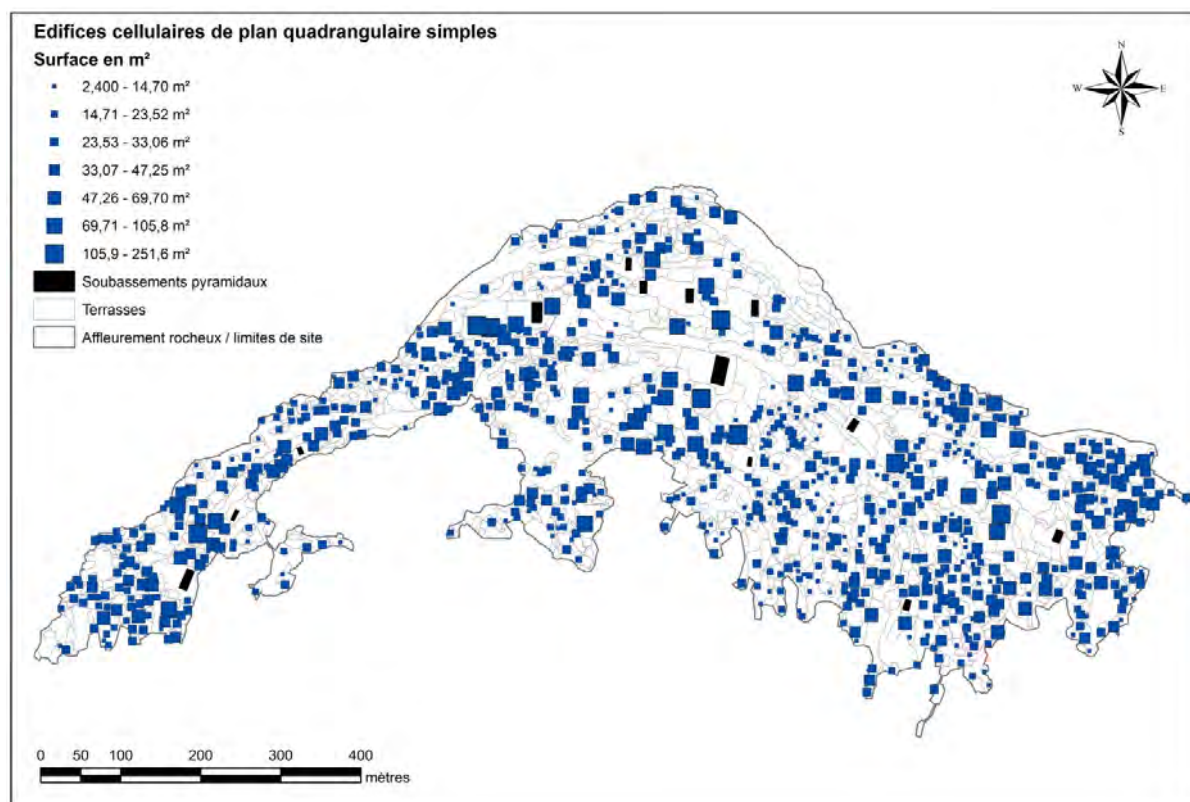 Edifices cellulaires de plan quadrangulaire simples
Surface en m²
2,400 - 14,70 m²
14,71 - 23,52 m²
23,53 - 33,06 m²
33,07 - 47,25 m²
47,26 - 69,70 m²
69,71 - 105,8 m²
105,9 - 251,6 m²
Soubassements pyramidaux
Terrasses
Affleurement rocheux / limites de site
N
W E
S
0 50 100 200 300 400
mètres